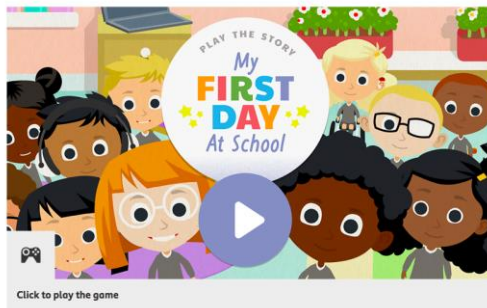 PLAY THE STORY
My
FIRST
DAY
At School
Click to play the game